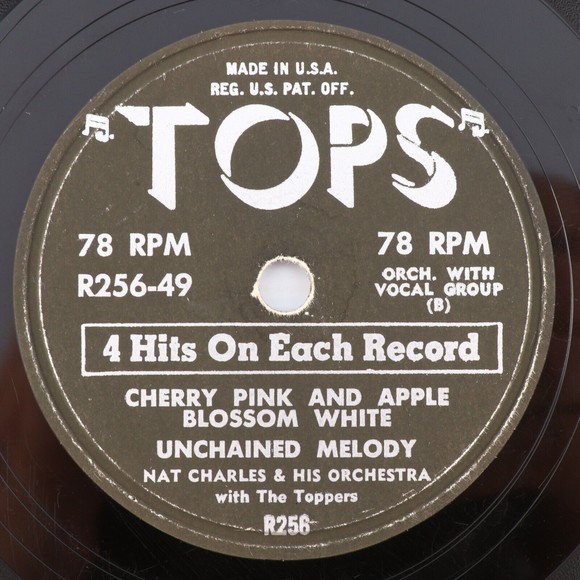 MADE IN U.S.A.
REG. U.S. PAT. OFF.
TOPS
78 RPM
R256-49
78 RPM
ORCH. WITH
VOCAL GROUP
(B)
4 Hits On Each Record
CHERRY PINK AND APPLE
BLOSSOM WHITE
UNCHAINED MELODY
NAT CHARLES & HIS ORCHESTRA
with The Toppers
R256